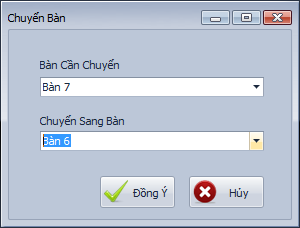 Chuyển Bàn
Bàn Cần Chuyển
Bàn 7
Chuyển Sang Bàn
Bàn 6
Đồng Ý
Hủy